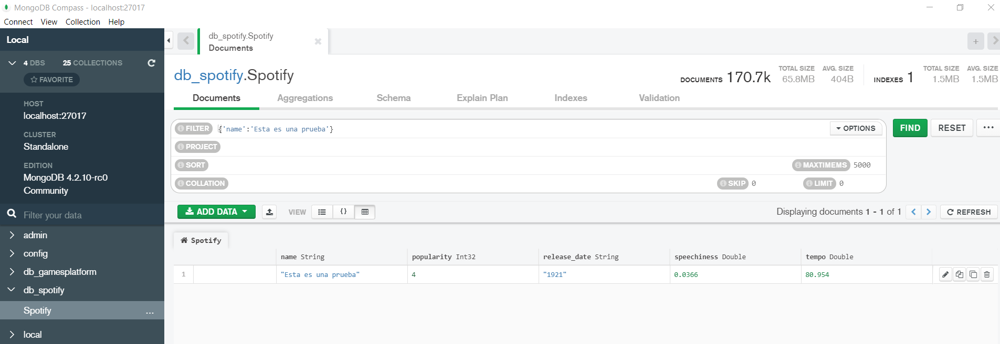 MongoDB Compass - localhost:27017
Connect View Collection Help
Local
4 DBS 25 COLLECTIONS
FAVORITE
HOST
localhost:27017
CLUSTER
Standalone
EDITION
MongoDB 4.2.10-rc0
Community
Filter your data
admin
config
db_gamesplatform
db_spotify
Spotify ...
local
db_spotify.Spotify
Documents
db_spotify.Spotify
DOCUMENTS 170.7k TOTAL SIZE 65.8MB AVG. SIZE 404B
INDEXES 1 TOTAL SIZE 1.5MB AVG. SIZE 1.5MB
Documents Aggregations Schema Explain Plan Indexes Validation
FILTER {'name':'Esta es una prueba'} OPTIONS FIND RESET ...
PROJECT
SORT MAXTIMEMS 5000
COLLATION SKIP 0 LIMIT 0
ADD DATA VIEW {} Displaying documents 1 - 1 of 1 REFRESH
Spotify
name String popularity Int32 release_date String speechiness Double tempo Double
1 "Esta es una prueba" 4 "1921" 0.0366 80.954